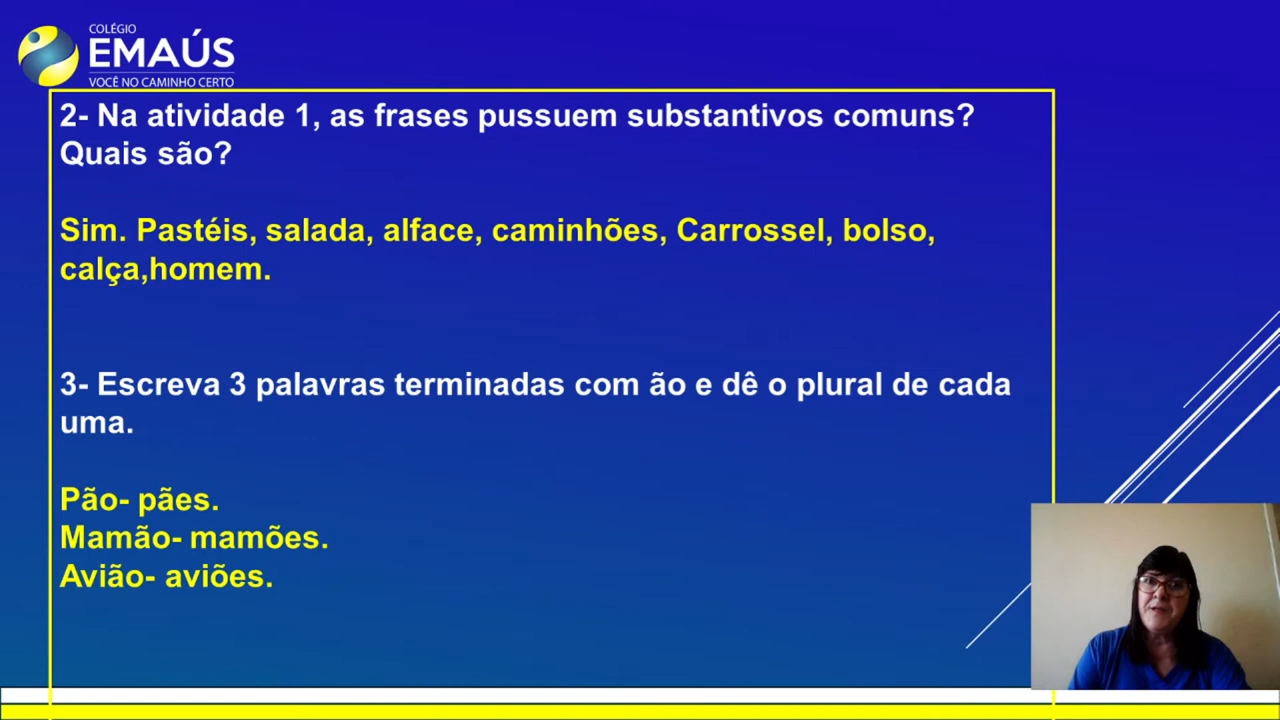 COLÉGIO
EMAÚS
VOCÊ NO CAMINHO CERTO
2- Na atividade 1, as frases pussuem substantivos comuns?
Quais são?
Sim. Pastéis, salada, alface, caminhões, Carrossel, bolso,
calça,homem.
3- Escreva 3 palavras terminadas com ão e dê o plural de cada
uma.
Pão- pães.
Mamão- mamões.
Avião- aviões.